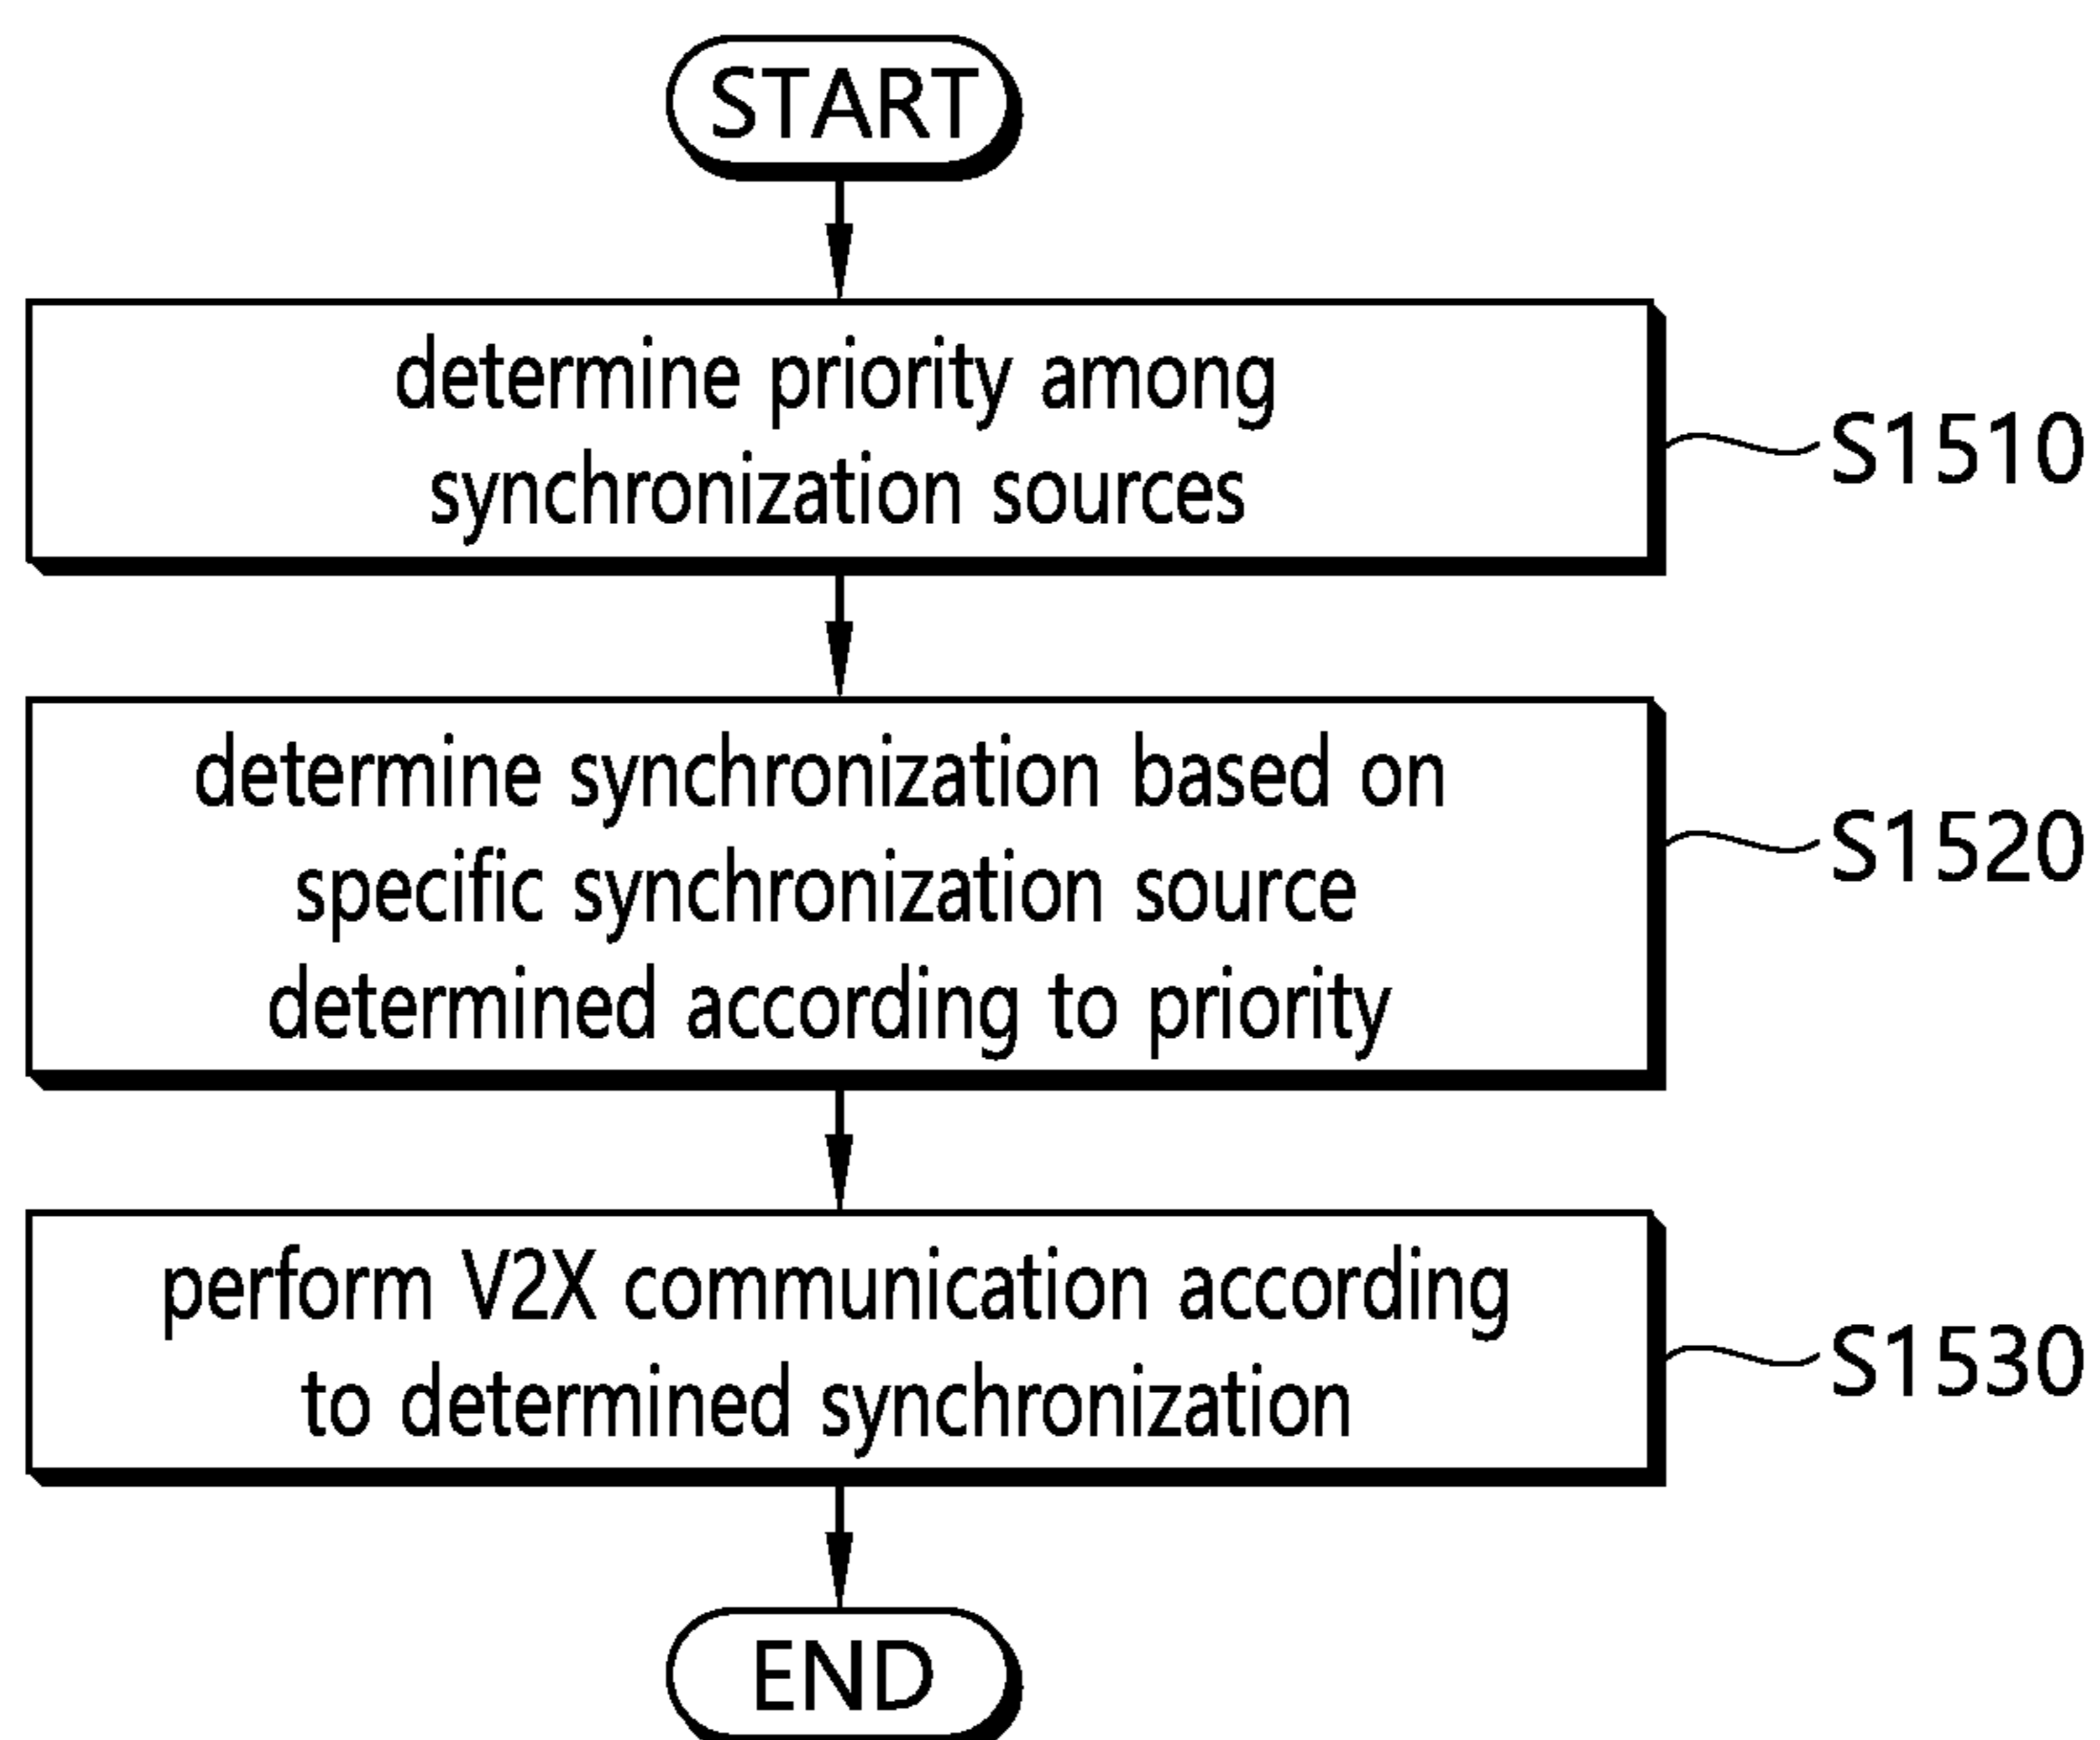 START
determine priority among
synchronization sources
S1510
determine synchronization based on
specific synchronization source
determined according to priority
S1520
perform V2X communication according
to determined synchronization
S1530
END